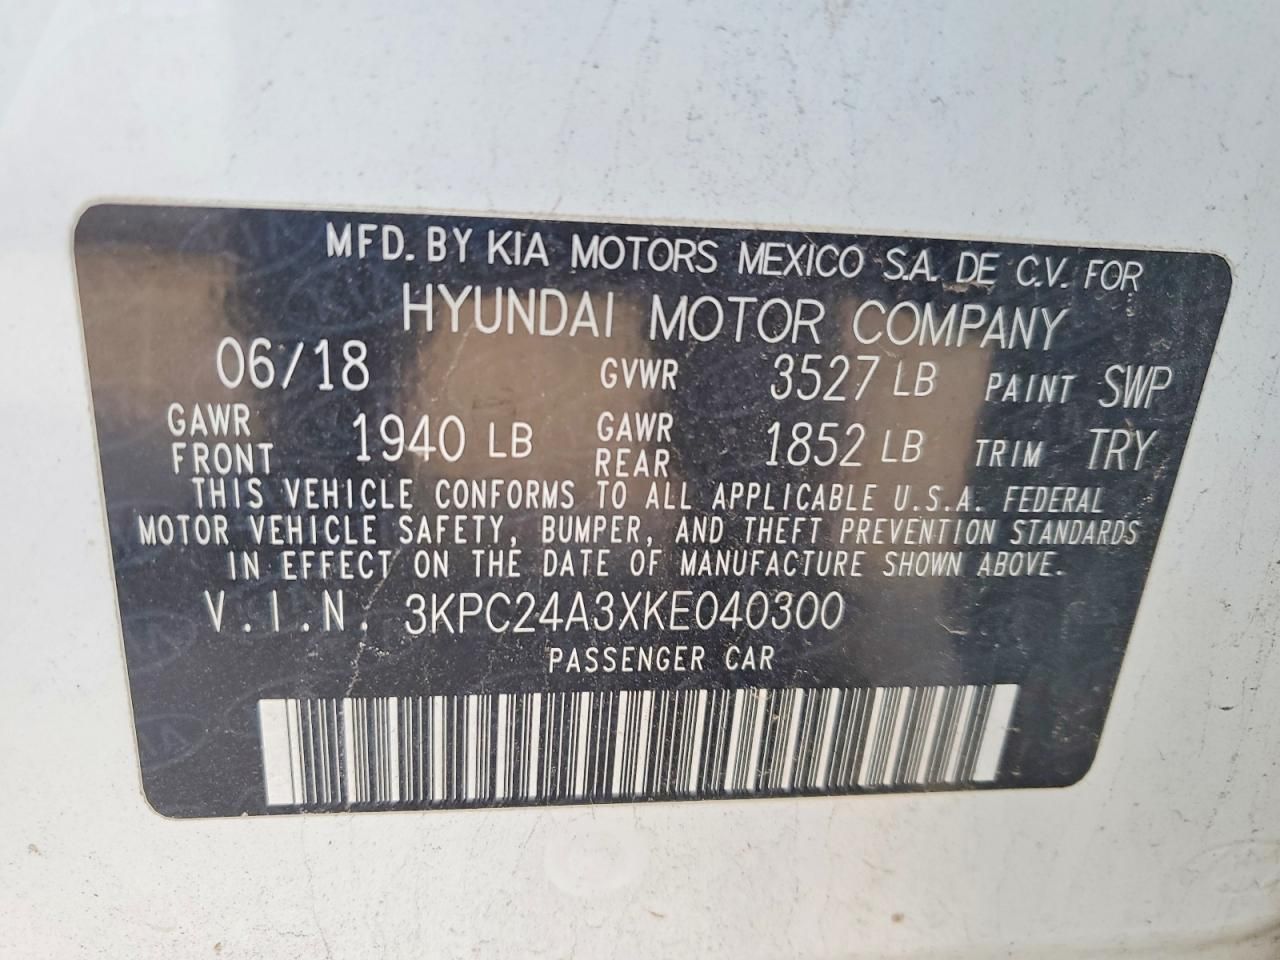 MFD. BY KIA MOTORS MEXICO S.A. DE C.V. FOR
HYUNDAI MOTOR COMPANY
06/18 GVWR 3527 LB PAINT SWP
GAWR FRONT 1940 LB GAWR REAR 1852 LB TRIM TRY
THIS VEHICLE CONFORMS TO ALL APPLICABLE U.S.A. FEDERAL
MOTOR VEHICLE SAFETY, BUMPER, AND THEFT PREVENTION STANDARDS
IN EFFECT ON THE DATE OF MANUFACTURE SHOWN ABOVE.
V.I.N. 3KPC24A3XKE040300
PASSENGER CAR